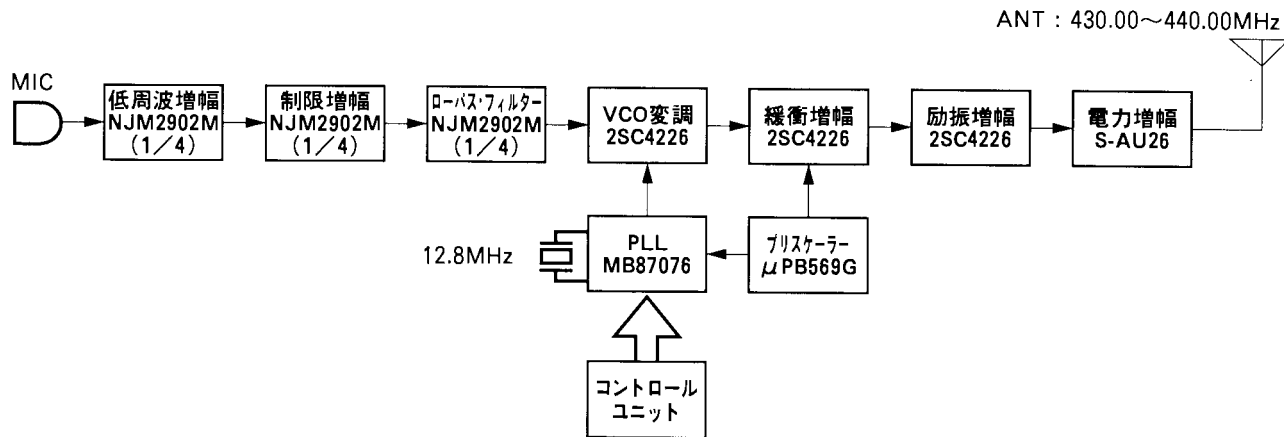 ANT : 430.00～440.00MHz
MIC
低周波増幅
NJM2902M
(1/4)
制限増幅
NJM2902M
(1/4)
ローパス・フィルター
NJM2902M
(1/4)
VCO変調
2SC4226
緩衝増幅
2SC4226
励振増幅
2SC4226
電力増幅
S-AU26
12.8MHz
PLL
MB87076
プリスケーラー
μPB569G
コントロール
ユニット